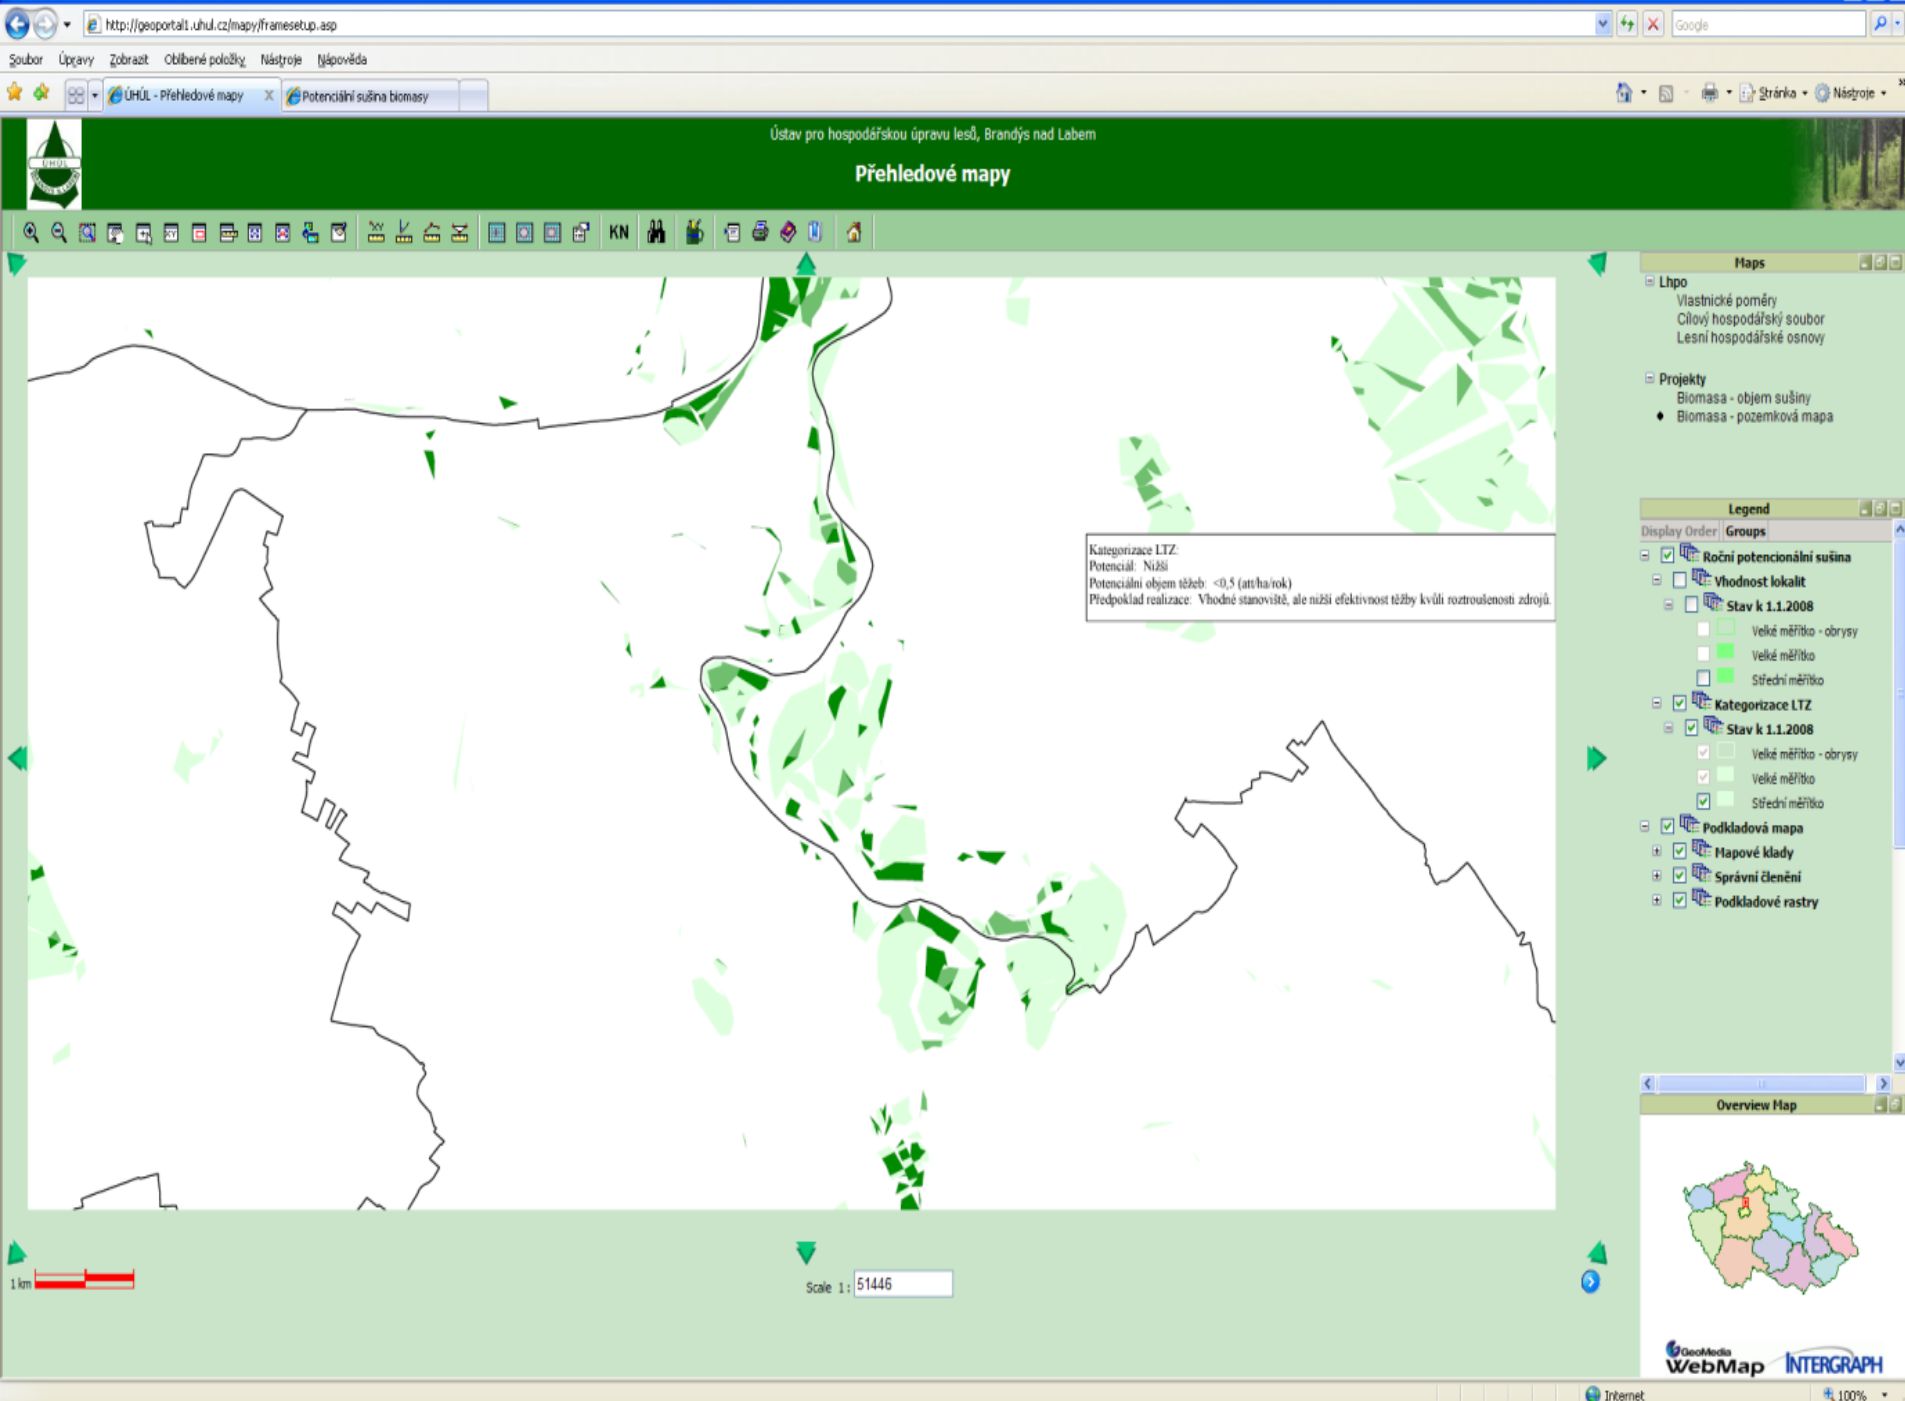 http://geoportal1.uhul.cz/mapy/framesetup.asp
Google
Soubor Úpravy Zobrazit Oblíbené položky Nástroje Nápověda
ÚHÚL - Přehledové mapy
Potenciální sušina biomasy
Stránka
Nástroje
Ústav pro hospodářskou úpravu lesů, Brandýs nad Labem
Přehledové mapy
ÚHÚL
KN
Maps
Lhpo
Vlastnické poměry
Cílový hospodářský soubor
Lesní hospodářské osnovy
Projekty
Biomasa - objem sušiny
Biomasa - pozemková mapa
Kategorizace LTZ:
Potenciál: Nižší
Potenciální objem těžeb: <0,5 (att/ha/rok)
Předpoklad realizace: Vhodné stanoviště, ale nižší efektivnost těžby kvůli roztroušenosti zdrojů.
Legend
Display Order Groups
Roční potencionální sušina
Vhodnost lokalit
Stav k 1.1.2008
Velké měřítko - obrysy
Velké měřítko
Střední měřítko
Kategorizace LTZ
Stav k 1.1.2008
Velké měřítko - obrysy
Velké měřítko
Střední měřítko
Podkladová mapa
Mapové klady
Správní členění
Podkladové rastry
Overview Map
1 km
Scale 1: 51446
GeoMedia
WebMap
INTERGRAPH
Internet
100%